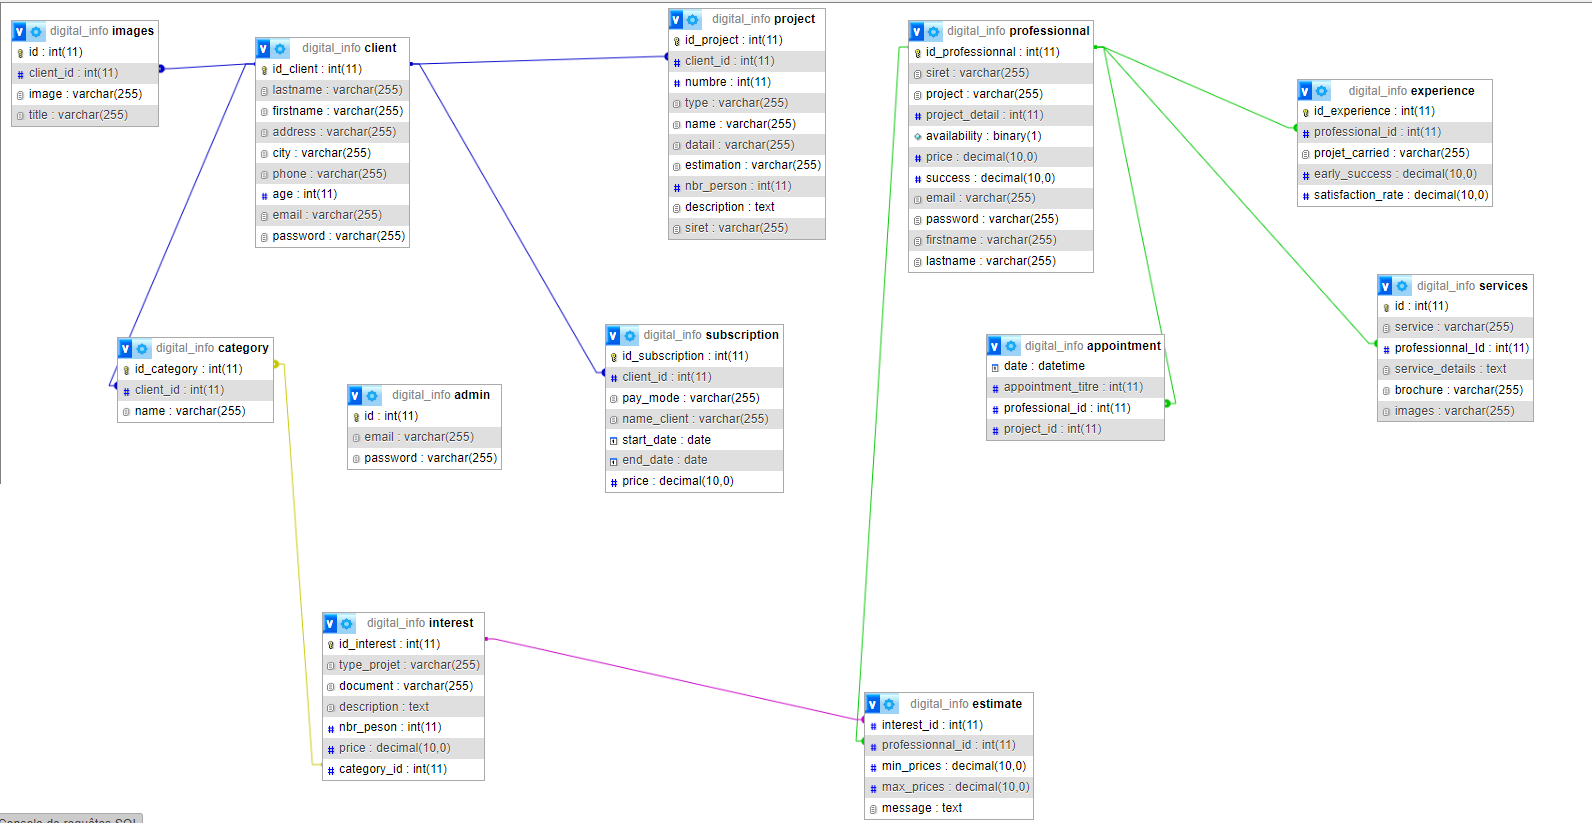 digital_info images
id : int(11)
client_id : int(11)
image : varchar(255)
title : varchar(255)
digital_info client
id_client : int(11)
lastname : varchar(255)
firstname : varchar(255)
address : varchar(255)
city : varchar(255)
phone : varchar(255)
age : int(11)
email : varchar(255)
password : varchar(255)
digital_info project
id_project : int(11)
client_id : int(11)
numbre : int(11)
type : varchar(255)
name : varchar(255)
datail : varchar(255)
estimation : varchar(255)
nbr_person : int(11)
description : text
siret : varchar(255)
digital_info professionnal
id_professionnal : int(11)
siret : varchar(255)
project : varchar(255)
project_detail : int(11)
availability : binary(1)
price : decimal(10,0)
success : decimal(10,0)
email : varchar(255)
password : varchar(255)
firstname : varchar(255)
lastname : varchar(255)
digital_info experience
id_experience : int(11)
professional_id : int(11)
projet_carried : varchar(255)
early_success : decimal(10,0)
satisfaction_rate : decimal(10,0)
digital_info services
id : int(11)
service : varchar(255)
professionnal_Id : int(11)
service_details : text
brochure : varchar(255)
images : varchar(255)
digital_info category
id_category : int(11)
client_id : int(11)
name : varchar(255)
digital_info admin
id : int(11)
email : varchar(255)
password : varchar(255)
digital_info subscription
id_subscription : int(11)
client_id : int(11)
pay_mode : varchar(255)
name_client : varchar(255)
start_date : date
end_date : date
price : decimal(10,0)
digital_info appointment
date : datetime
appointment_titre : int(11)
professional_id : int(11)
project_id : int(11)
digital_info interest
id_interest : int(11)
type_projet : varchar(255)
document : varchar(255)
description : text
nbr_peson : int(11)
price : decimal(10,0)
category_id : int(11)
digital_info estimate
interest_id : int(11)
professionnal_id : int(11)
min_prices : decimal(10,0)
max_prices : decimal(10,0)
message : text
Console de requêtes SQL